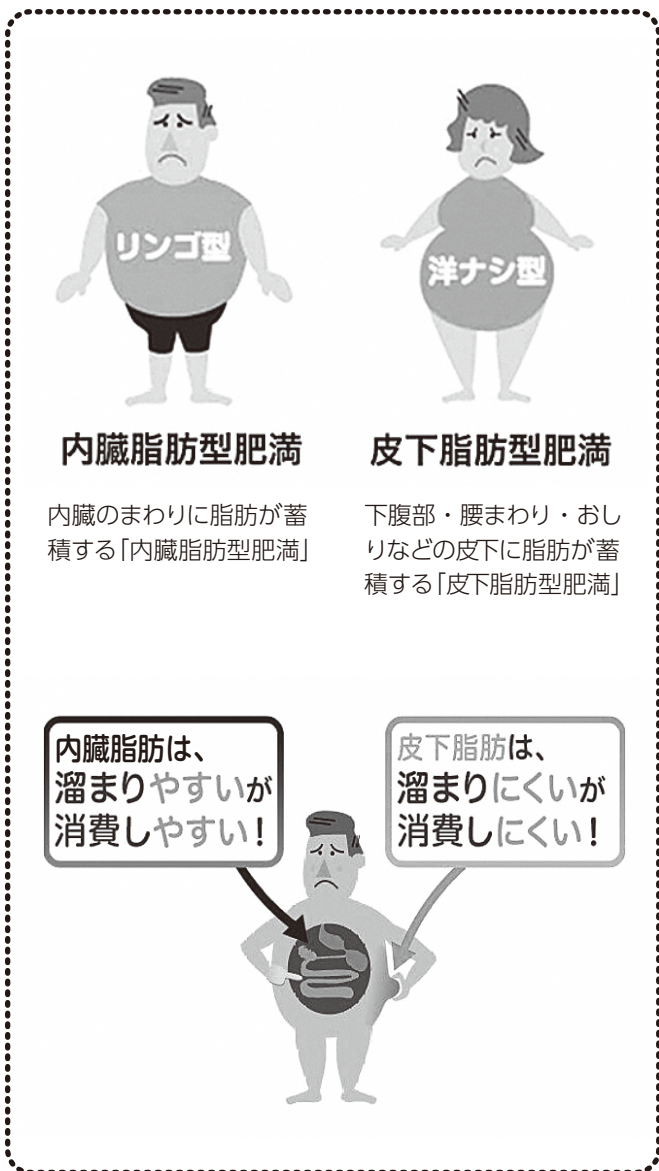 リンゴ型
洋ナシ型
内臓脂肪型肥満
内臓のまわりに脂肪が蓄
積する「内臓脂肪型肥満」
皮下脂肪型肥満
下腹部・腰まわり・おし
りなどの皮下に脂肪が蓄
積する「皮下脂肪型肥満」
内臓脂肪は、
溜まりやすいが
消費しやすい!
皮下脂肪は、
溜まりにくいが
消費しにくい!